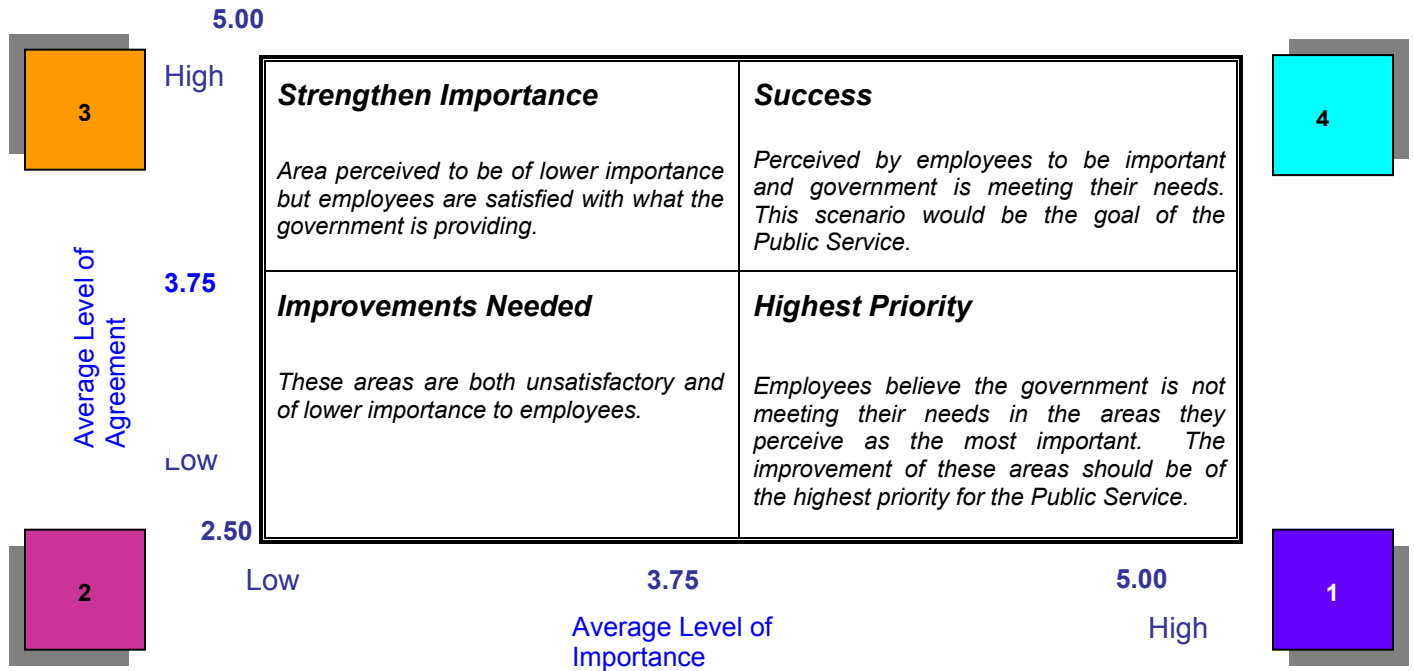 5.00
3
High
Strengthen Importance
Area perceived to be of lower importance
but employees are satisfied with what the
government is providing.
Success
Perceived by employees to be important
and government is meeting their needs.
This scenario would be the goal of the
Public Service.
4
Average Level of
Agreement
3.75
Improvements Needed
These areas are both unsatisfactory and
of lower importance to employees.
Highest Priority
Employees believe the government is not
meeting their needs in the areas they
perceive as the most important. The
improvement of these areas should be of
the highest priority for the Public Service.
Low
2.50
2
Low
3.75
5.00
1
Average Level of
Importance
High